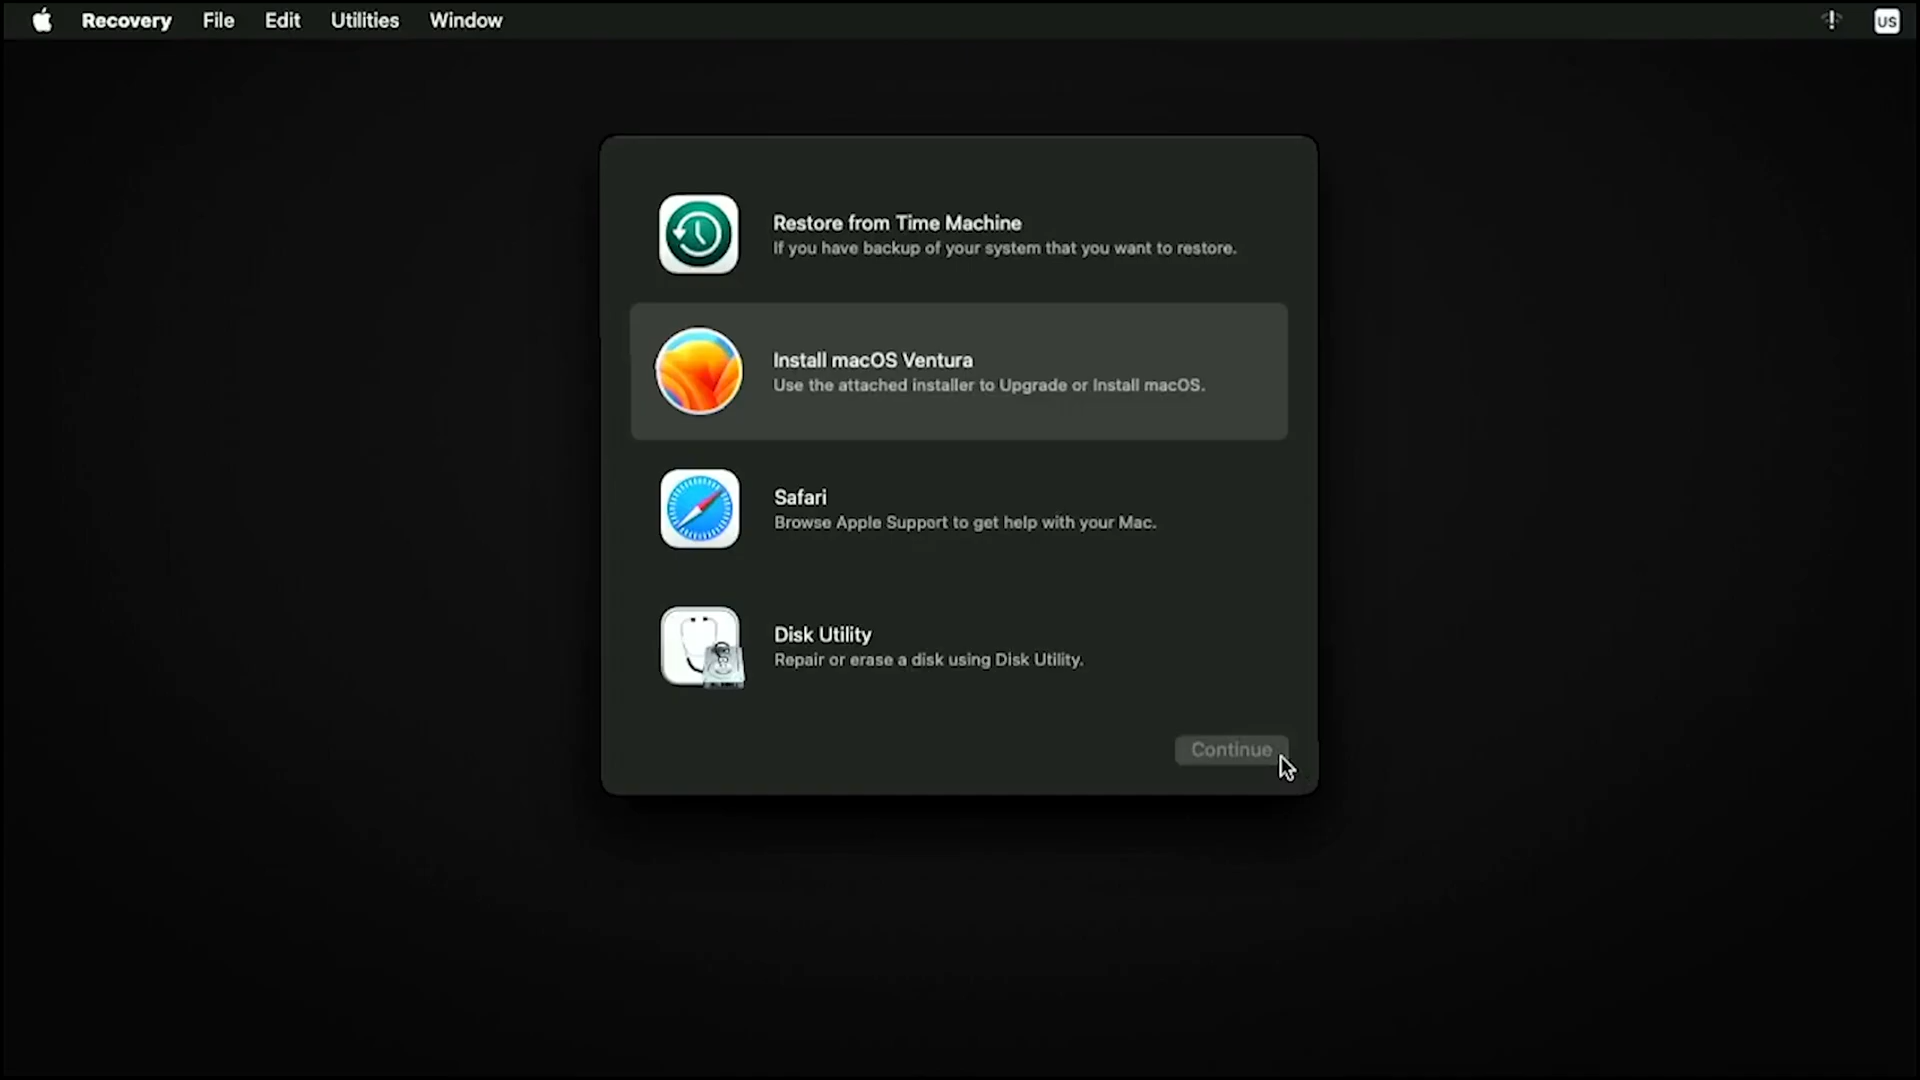 Recovery File Edit Utilities Window US
Restore from Time Machine
If you have backup of your system that you want to restore.
Install macOS Ventura
Use the attached installer to Upgrade or Install macOS.
Safari
Browse Apple Support to get help with your Mac.
Disk Utility
Repair or erase a disk using Disk Utility.
Continue